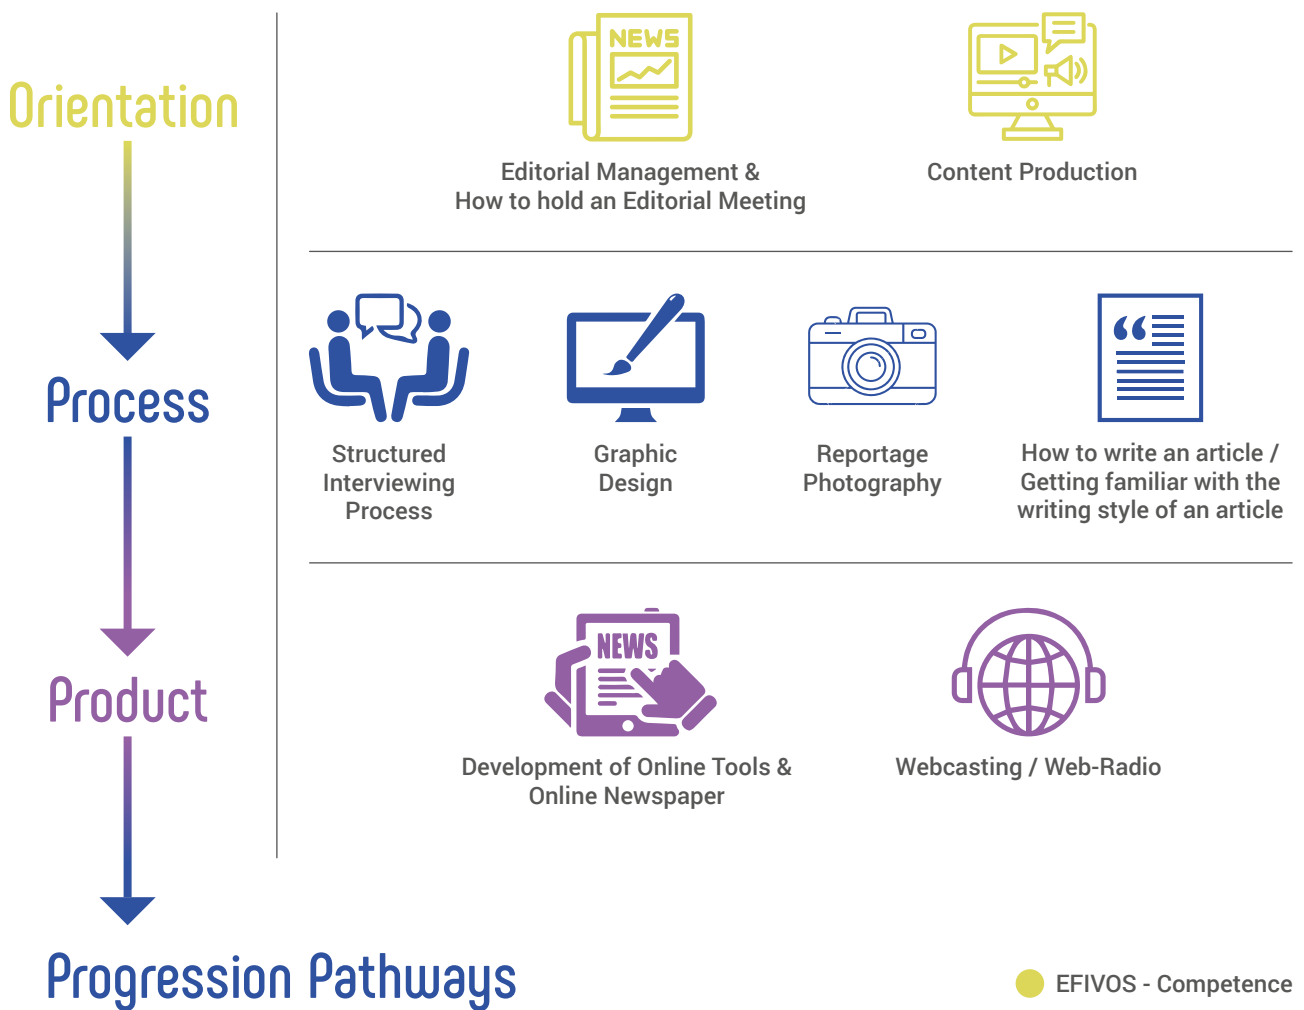 Orientation
NEWS
Editorial Management &
How to hold an Editorial Meeting
Content Production
Process
Structured
Interviewing
Process
Graphic
Design
Reportage
Photography
“
How to write an article /
Getting familiar with the
writing style of an article
Product
NEWS
Development of Online Tools &
Online Newspaper
Webcasting / Web-Radio
Progression Pathways
EFIVOS - Competence